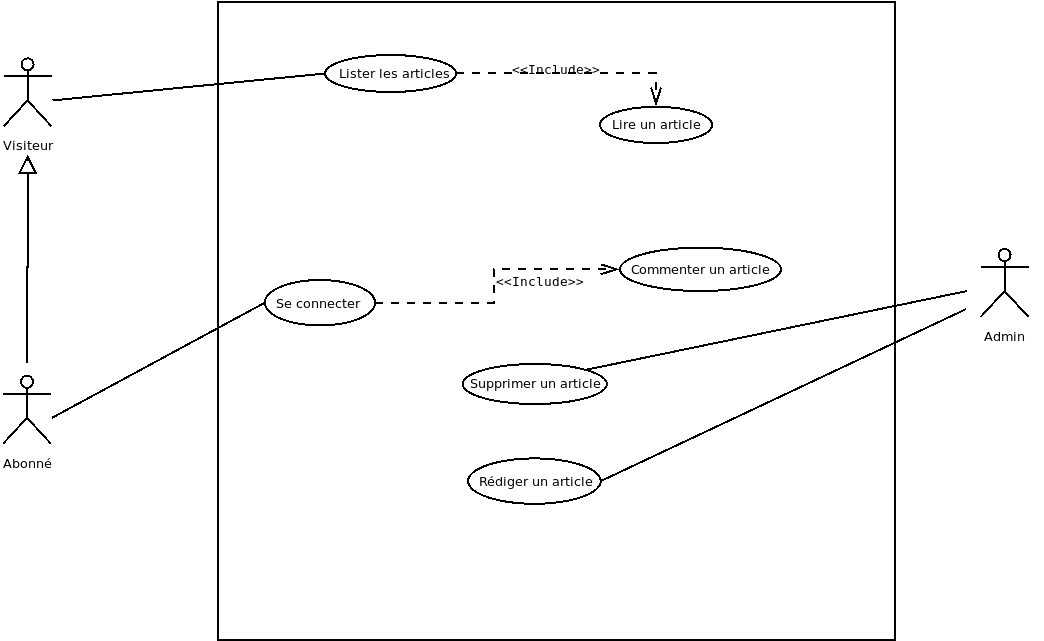 Lister les articles
<<Include>>
Lire un article
Visiteur
Commenter un article
<<Include>>
Se connecter
Admin
Supprimer un article
Abonné
Rédiger un article